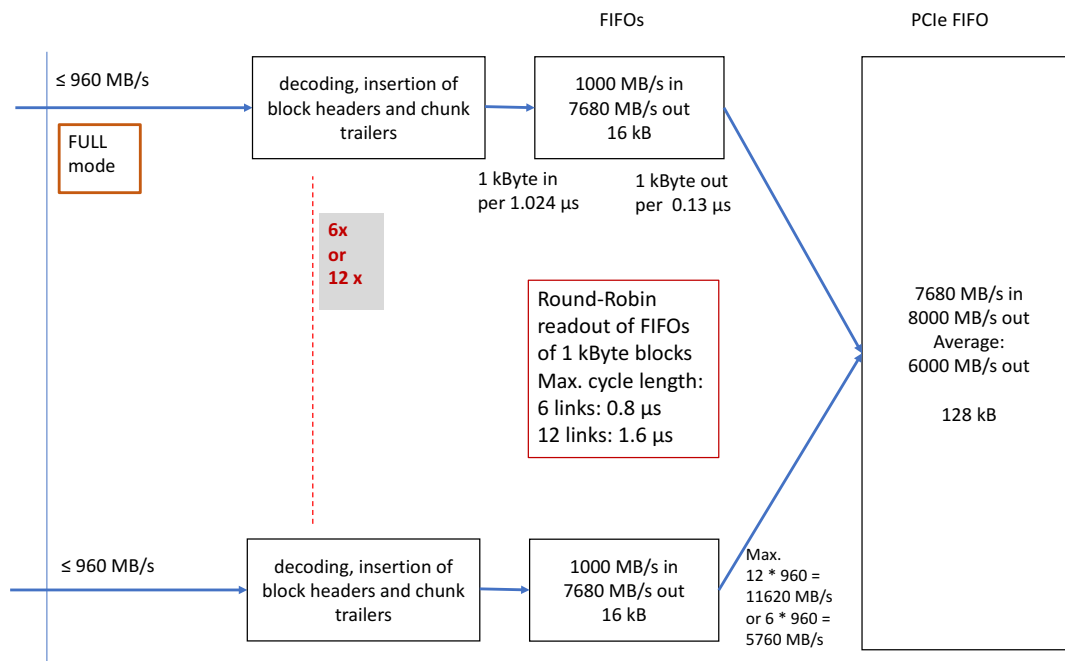 FIFOs
PCIe FIFO
≤ 960 MB/s
FULL
mode
decoding, insertion of
block headers and chunk
trailers
1000 MB/s in
7680 MB/s out
16 kB
1 kByte in
per 1.024 µs
1 kByte out
per 0.13 µs
6x
or
12 x
Round-Robin
readout of FIFOs
of 1 kByte blocks
Max. cycle length:
6 links: 0.8 µs
12 links: 1.6 µs
7680 MB/s in
8000 MB/s out
Average:
6000 MB/s out
128 kB
≤ 960 MB/s
decoding, insertion of
block headers and chunk
trailers
1000 MB/s in
7680 MB/s out
16 kB
Max.
12 * 960 =
11620 MB/s
or 6 * 960 =
5760 MB/s